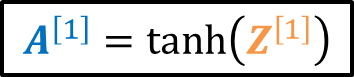 A^[1] = tanh(Z^[1])